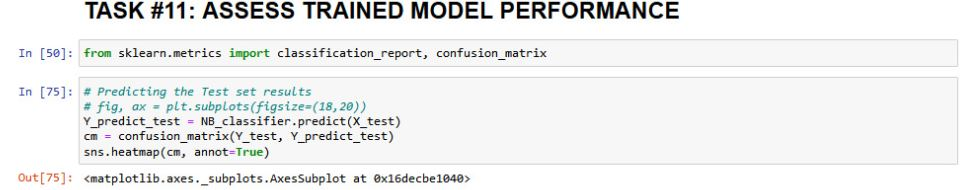 TASK #11: ASSESS TRAINED MODEL PERFORMANCE
In [50]: from sklearn.metrics import classification_report, confusion_matrix
In [75]: # Predicting the Test set results
# fig, ax = plt.subplots(figsize=(18,20))
Y_predict_test = NB_classifier.predict(X_test)
cm = confusion_matrix(Y_test, Y_predict_test)
sns.heatmap(cm, annot=True)
Out[75]: <matplotlib.axes._subplots.AxesSubplot at 0x16decbe1040>